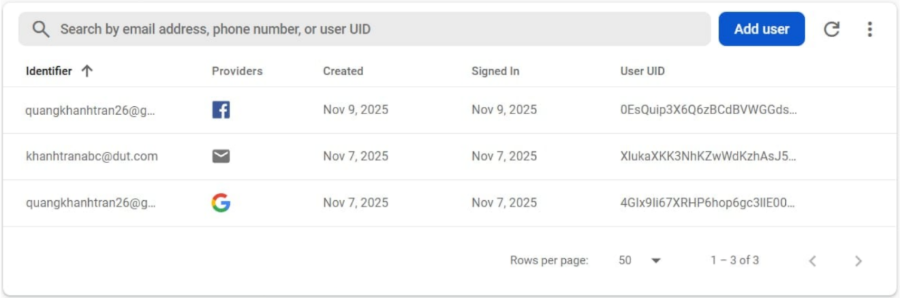 Search by email address, phone number, or user UID Add user
Identifier Providers Created Signed In User UID
quangkhanhtran26@g... Nov 9, 2025 Nov 9, 2025 0EsQuip3X6Q6zBCdBVWGGds...
khanhtranabc@dut.com Nov 7, 2025 Nov 7, 2025 XIukaXKK3NhKZwWdKzhAsJ5...
quangkhanhtran26@g... Nov 7, 2025 Nov 7, 2025 4GIx9Ii67XRHP6hop6gc3IIE00...
Rows per page: 50 1 – 3 of 3